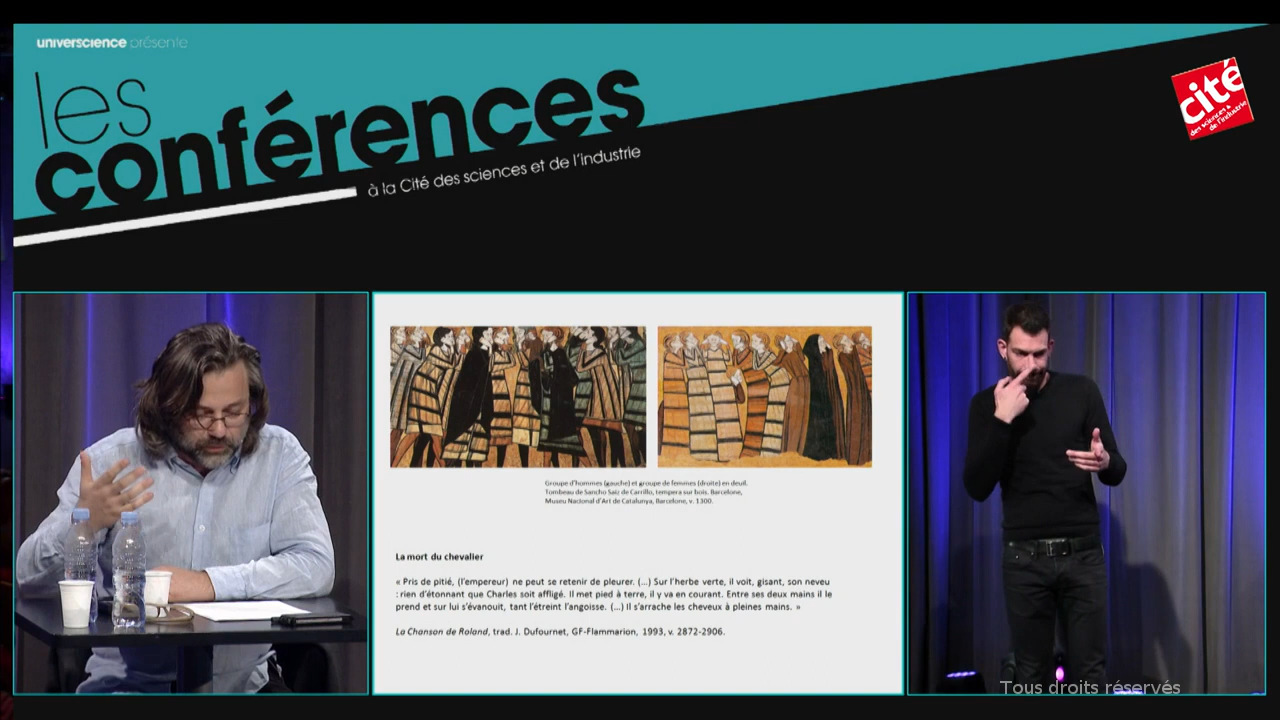 universcience présente
les
conférences
à la Cité des sciences et de l'industrie
cité
des sciences &
de l'industrie
Groupe d'hommes (gauche) et groupe de femmes (droite) en deuil.
Tombeau de Sancho Saiz de Carrillo, tempera sur bois. Barcelone,
Museu Nacional d'Art de Catalunya, Barcelone, v. 1300.
La mort du chevalier
« Pris de pitié, (l'empereur) ne peut se retenir de pleurer. (...) Sur l'herbe verte, il voit, gisant, son neveu
: rien d'étonnant que Charles soit affligé. Il met pied à terre, il y va en courant. Entre ses deux mains il le
prend et sur lui s'évanouit, tant l'étreint l'angoisse. (...) Il s'arrache les cheveux à pleines mains. »
La Chanson de Roland, trad. J. Dufournet, GF-Flammarion, 1993, v. 2872-2906.
Tous droits réservés